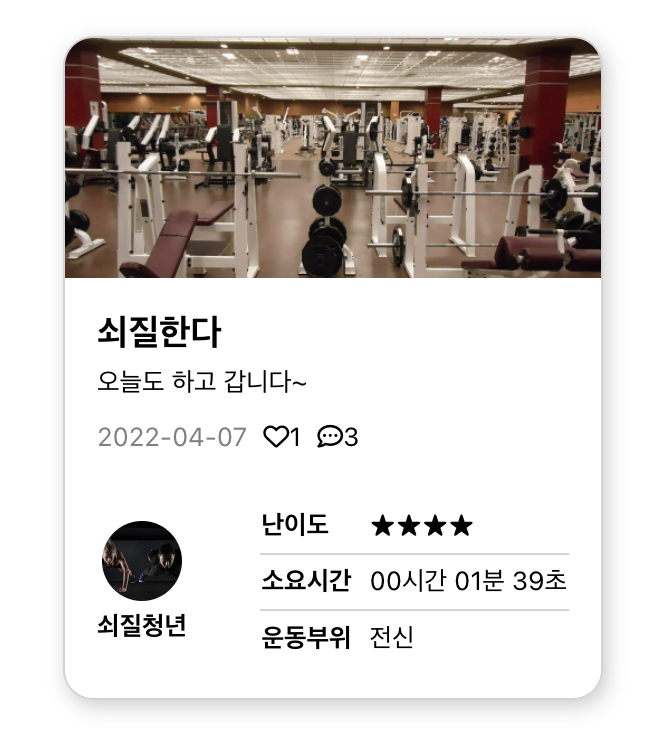 쇠질한다
오늘도 하고 갑니다~
2022-04-07 1 3
난이도 ★★★★
소요시간 00시간 01분 39초
운동부위 전신
쇠질청년